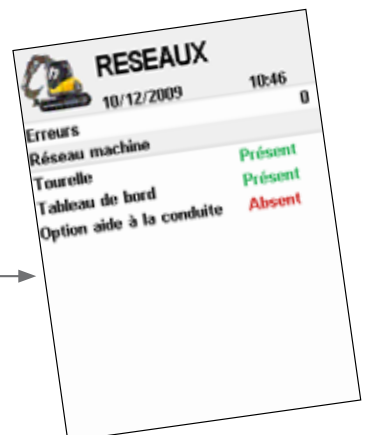 RESEAUX
10/12/2009 10:46
Erreurs 0
Réseau machine
Tourelle Présent
Tableau de bord Présent
Option aide à la conduite Absent